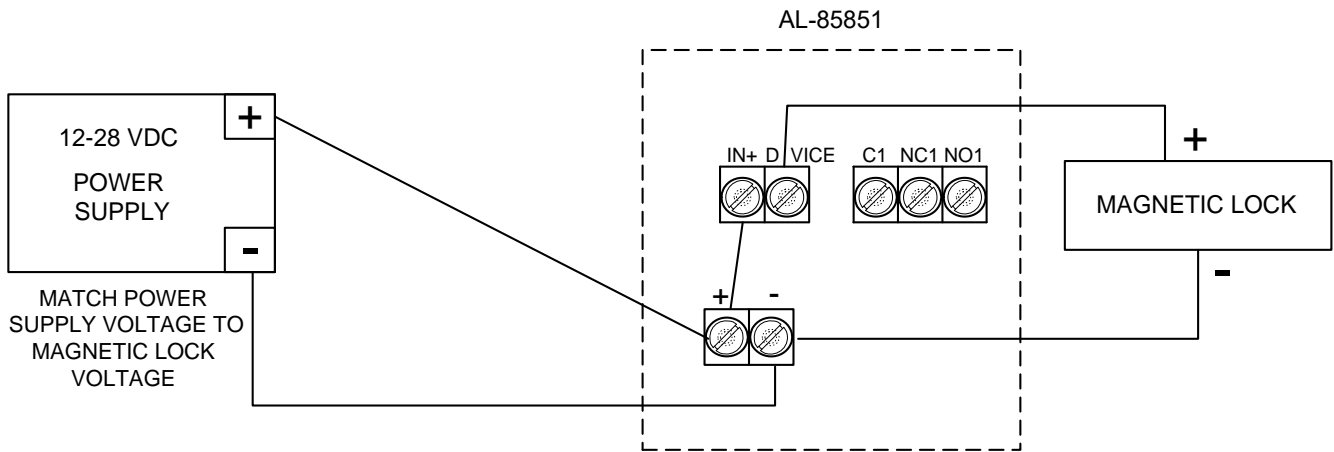 AL-85851
+
12-28 VDC
POWER
SUPPLY
-
MATCH POWER
SUPPLY VOLTAGE TO
MAGNETIC LOCK
VOLTAGE
IN+ D VICE
C1 NC1 NO1
+ -
+
MAGNETIC LOCK
-